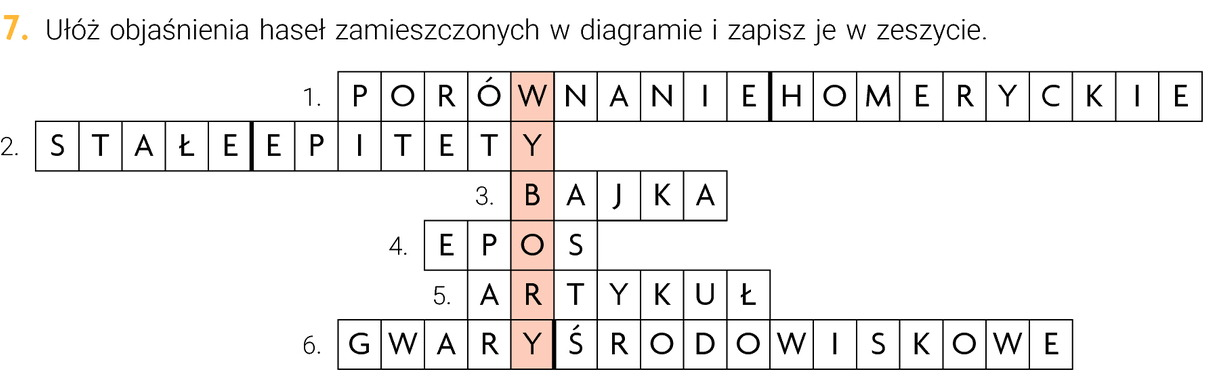 7. Ułóż objaśnienia haseł zamieszczonych w diagramie i zapisz je w zeszycie.
1. PORÓWNANIE HOMERYCKIE
2. STAŁE EPITETY
3. BAJKA
4. EPOS
5. ARTYKUŁ
6. GWARY ŚRODOWISKOWE